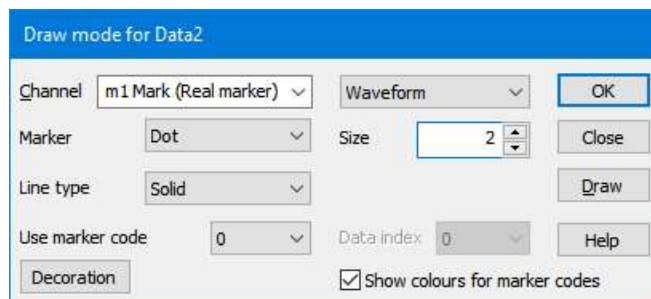 Draw mode for Data2
Channel m1 Mark (Real marker) Waveform OK
Marker Dot Size 2 Close
Line type Solid Draw
Use marker code 0 Data index 0 Help
Decoration Show colours for marker codes